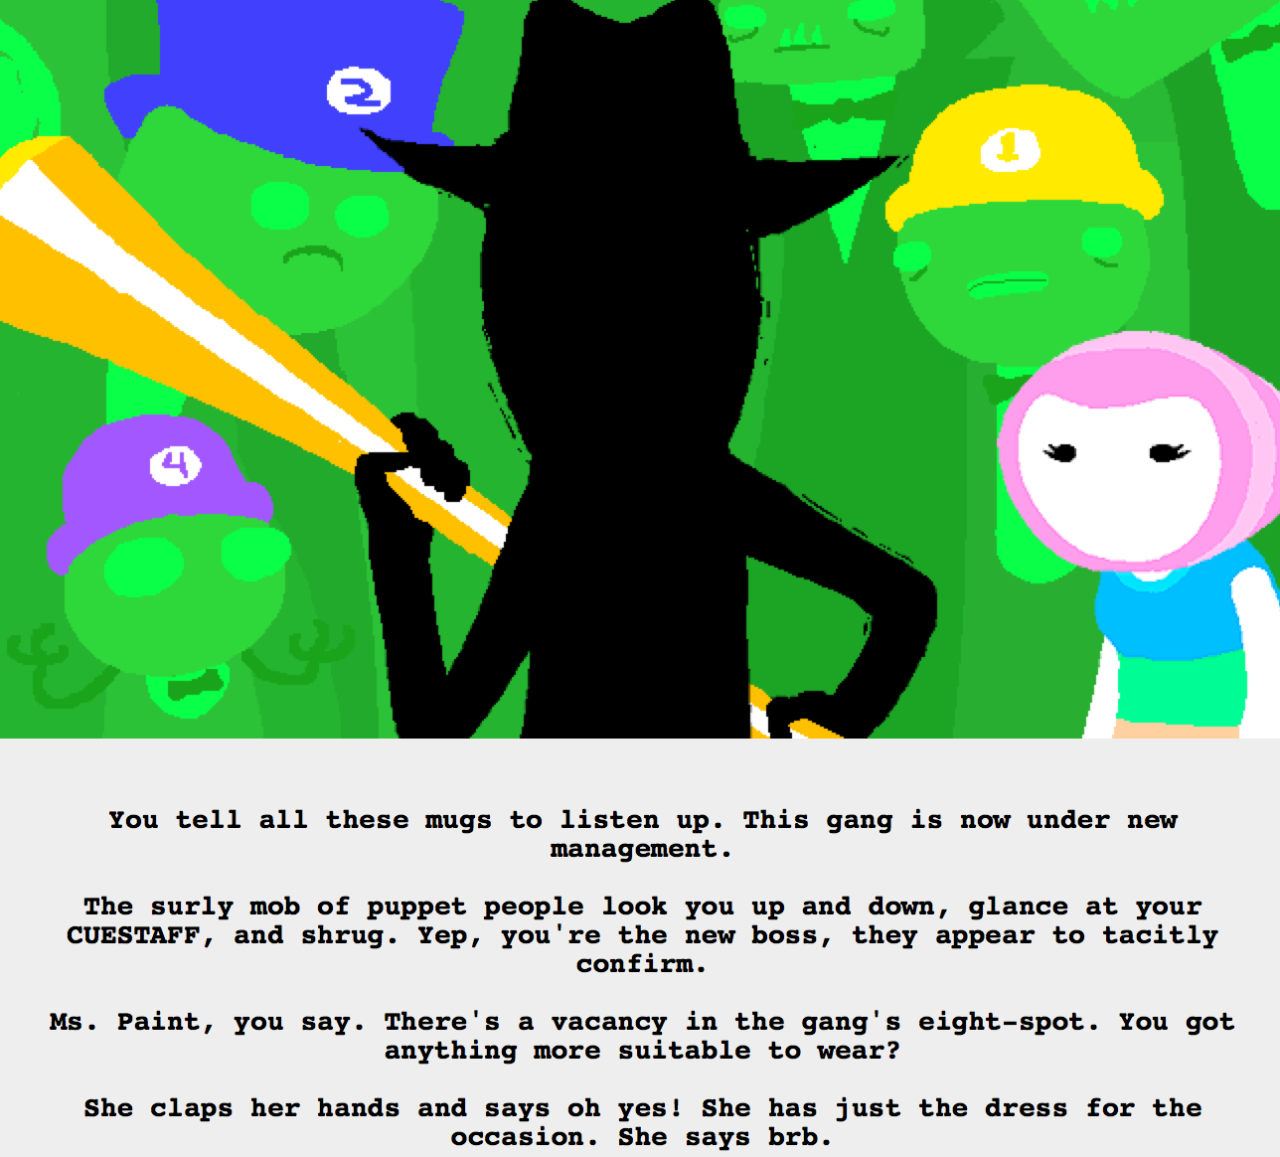 2
1
4
You tell all these mugs to listen up. This gang is now under new
management.
The surly mob of puppet people look you up and down, glance at your
CUESTAFF, and shrug. Yep, you're the new boss, they appear to tacitly
confirm.
Ms. Paint, you say. There's a vacancy in the gang's eight-spot. You got
anything more suitable to wear?
She claps her hands and says oh yes! She has just the dress for the
occasion. She says brb.